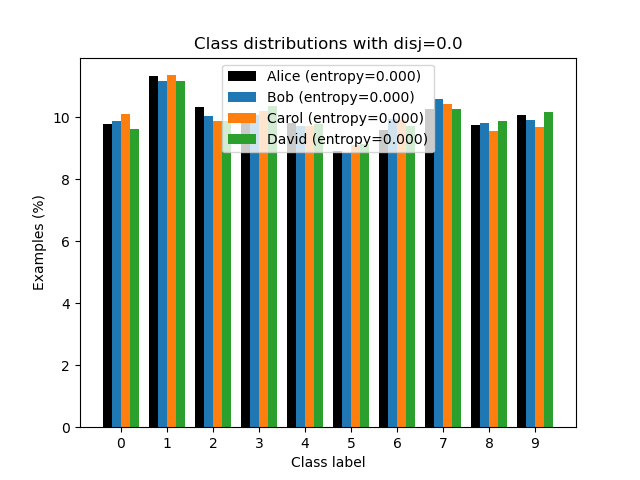 Class distributions with disj=0.0
Alice (entropy=0.000)
Bob (entropy=0.000)
Carol (entropy=0.000)
David (entropy=0.000)
Examples (%)
10
8
6
4
2
0
0 1 2 3 4 5 6 7 8 9
Class label